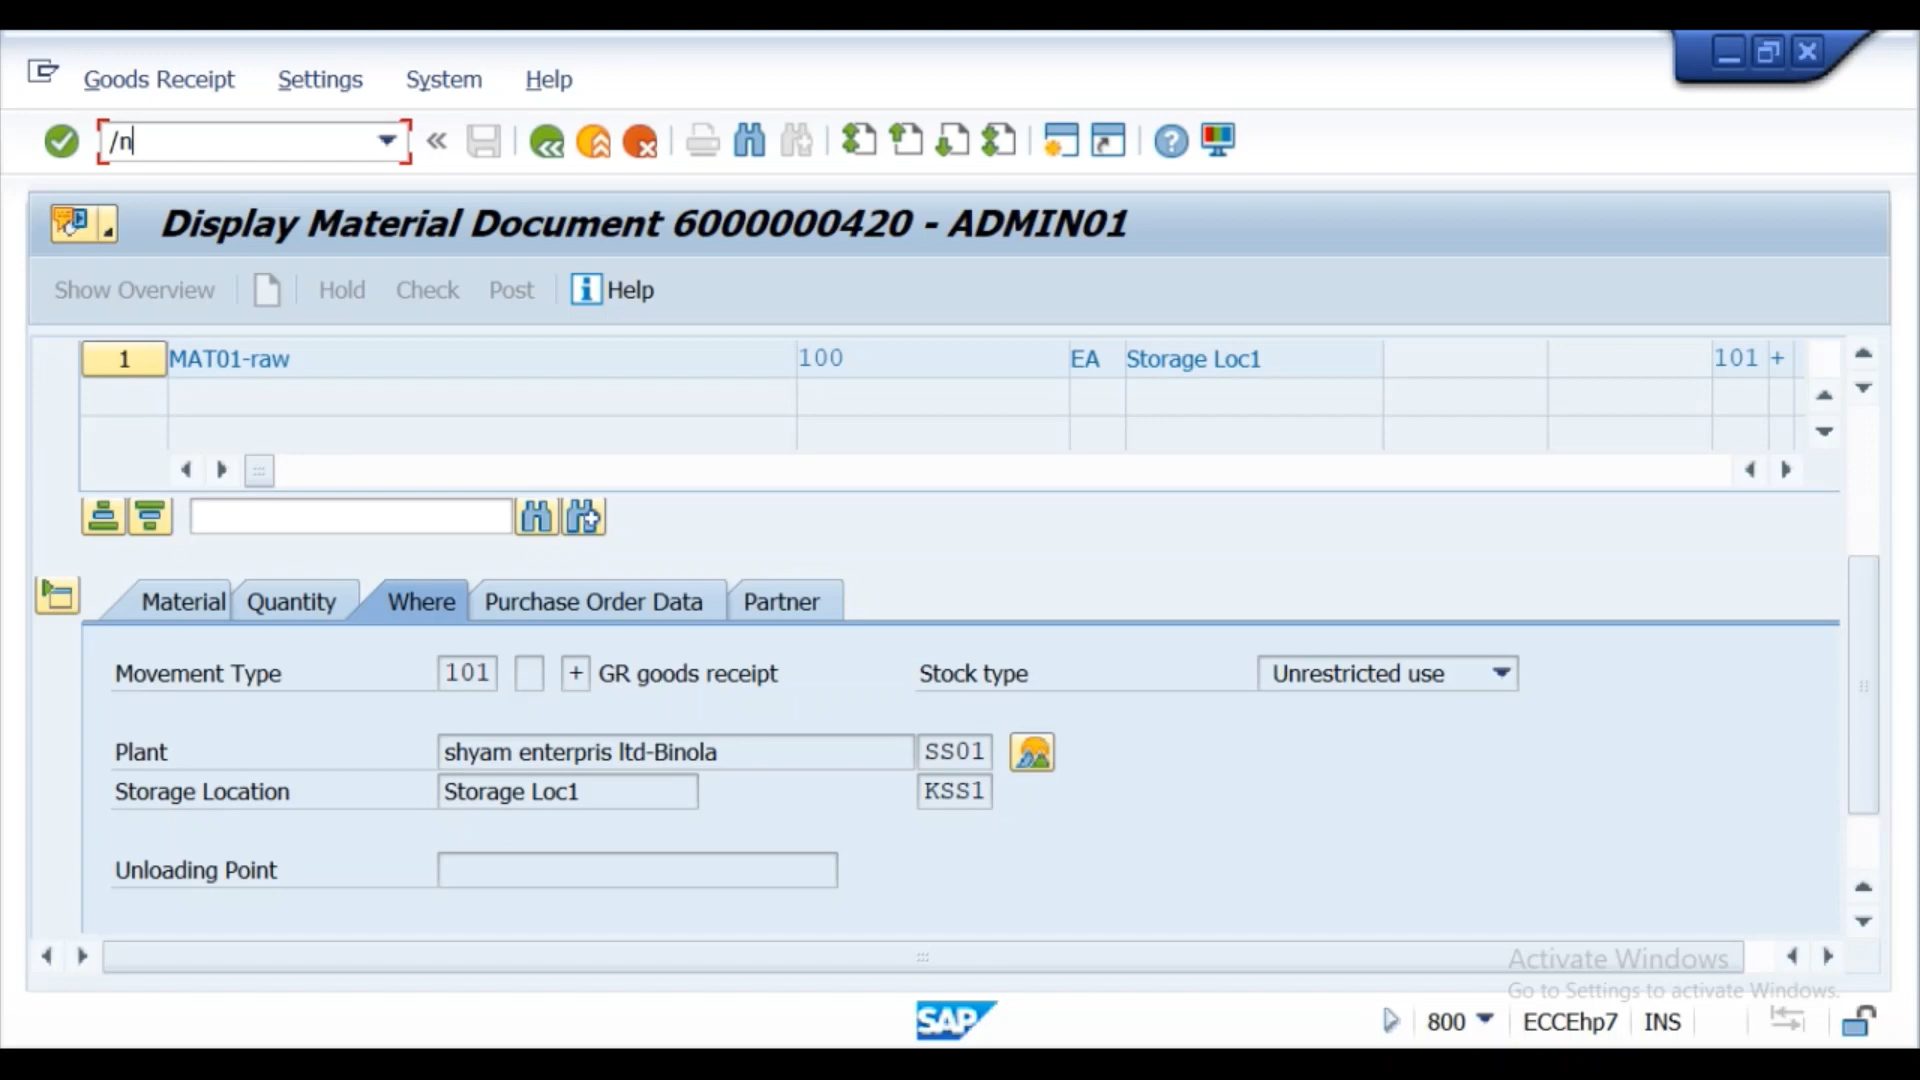 Goods Receipt Settings System Help
/n
Display Material Document 6000000420 - ADMIN01
Show Overview Hold Check Post Help
1 MAT01-raw 100 EA Storage Loc1 101 +
Material Quantity Where Purchase Order Data Partner
Movement Type 101 + GR goods receipt Stock type Unrestricted use
Plant shyam enterpris ltd-Binola SS01
Storage Location Storage Loc1 KSS1
Unloading Point
Activate Windows
Go to Settings to activate Windows.
SAP 800 ECCEhp7 INS